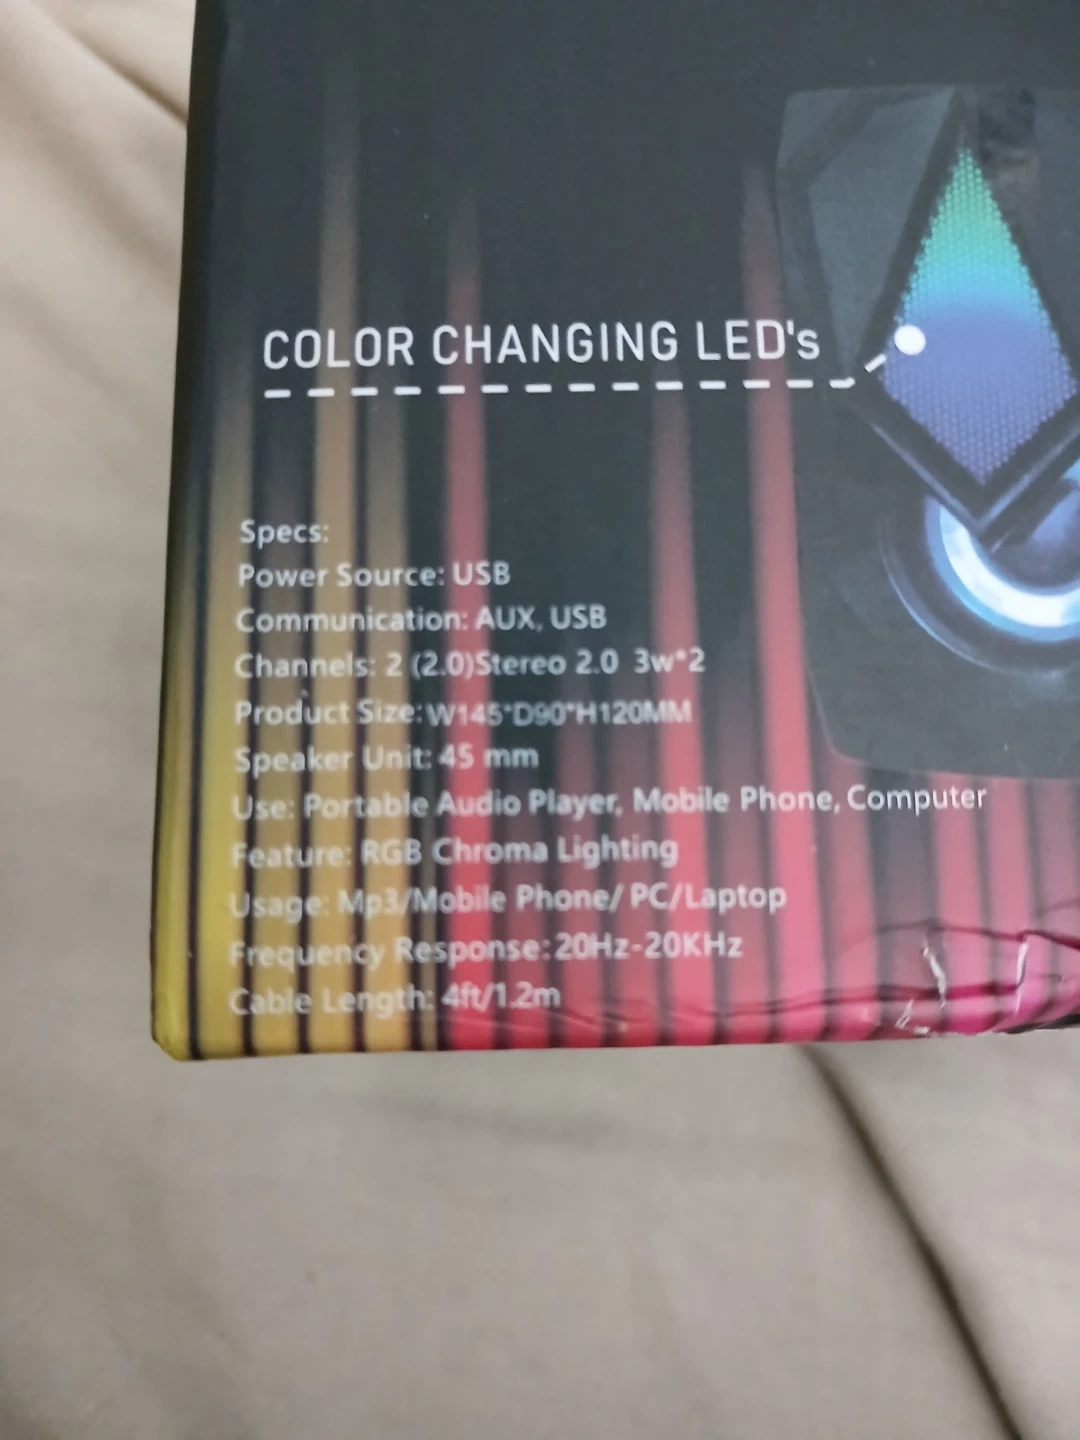 COLOR CHANGING LED's
Specs:
Power Source: USB
Communication: AUX, USB
Channels: 2 (2.0)Stereo 2.0 3w*2
Product Size:W145*D90*H120MM
Speaker Unit: 45 mm
Use: Portable Audio Player, Mobile Phone, Computer
Feature: RGB Chroma Lighting
Usage: Mp3/Mobile Phone/ PC/Laptop
Frequency Response:20Hz-20KHz
Cable Length: 4ft/1.2m